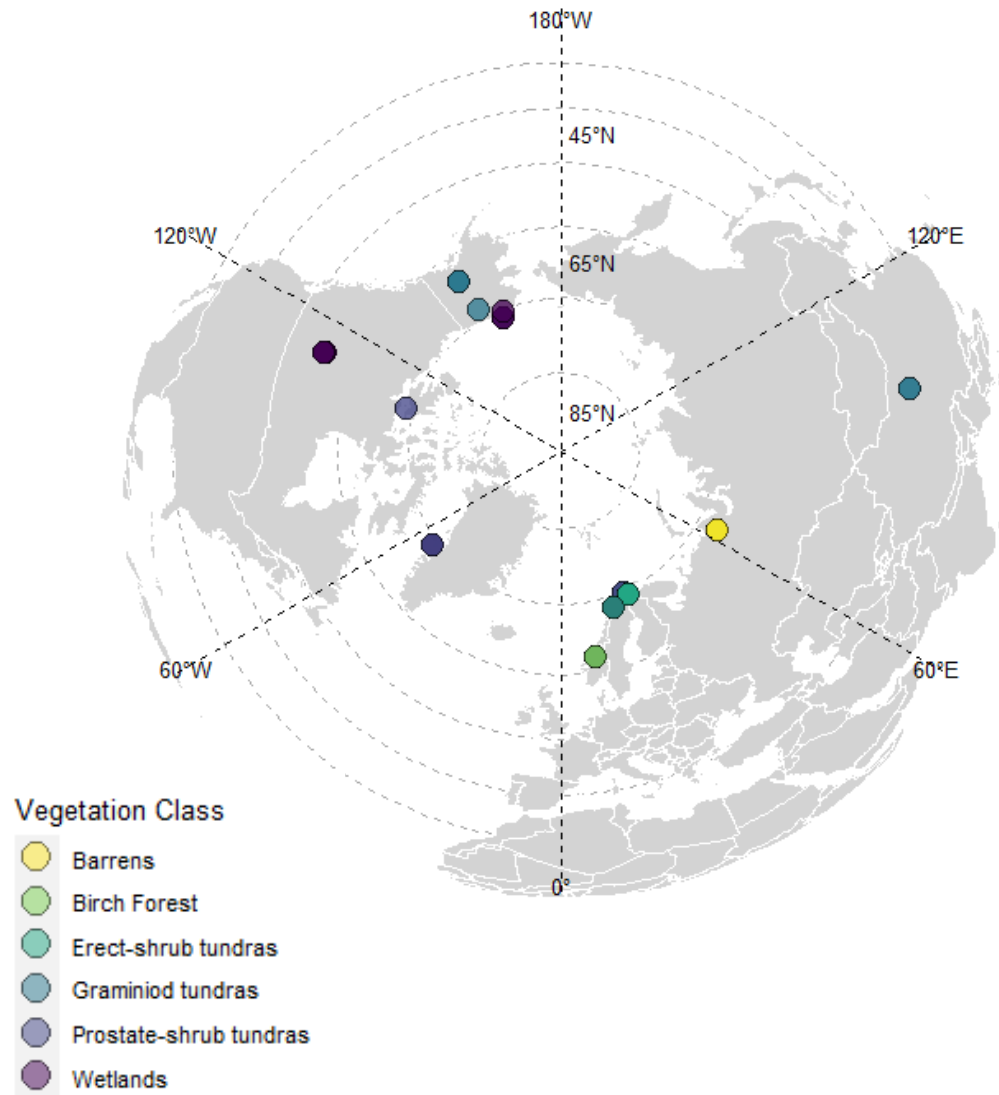 180°W
45°N
120°W
120°E
65°N
85°N
60°W
60°E
0°
Vegetation Class
Barrens
Birch Forest
Erect-shrub tundras
Graminiod tundras
Prostate-shrub tundras
Wetlands